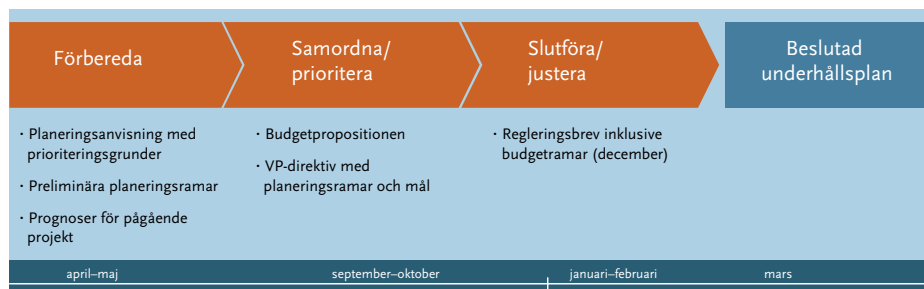 Förbereda
Samordna/
prioritera
Slutföra/
justera
Beslutad
underhållsplan
· Planeringsanvisning med
prioriteringsgrunder
· Preliminära planeringsramar
· Prognoser för pågående
projekt
· Budgetpropositionen
· VP-direktiv med
planeringsramar och mål
· Regleringsbrev inklusive
budgetramar (december)
april–maj
september–oktober
januari–februari
mars